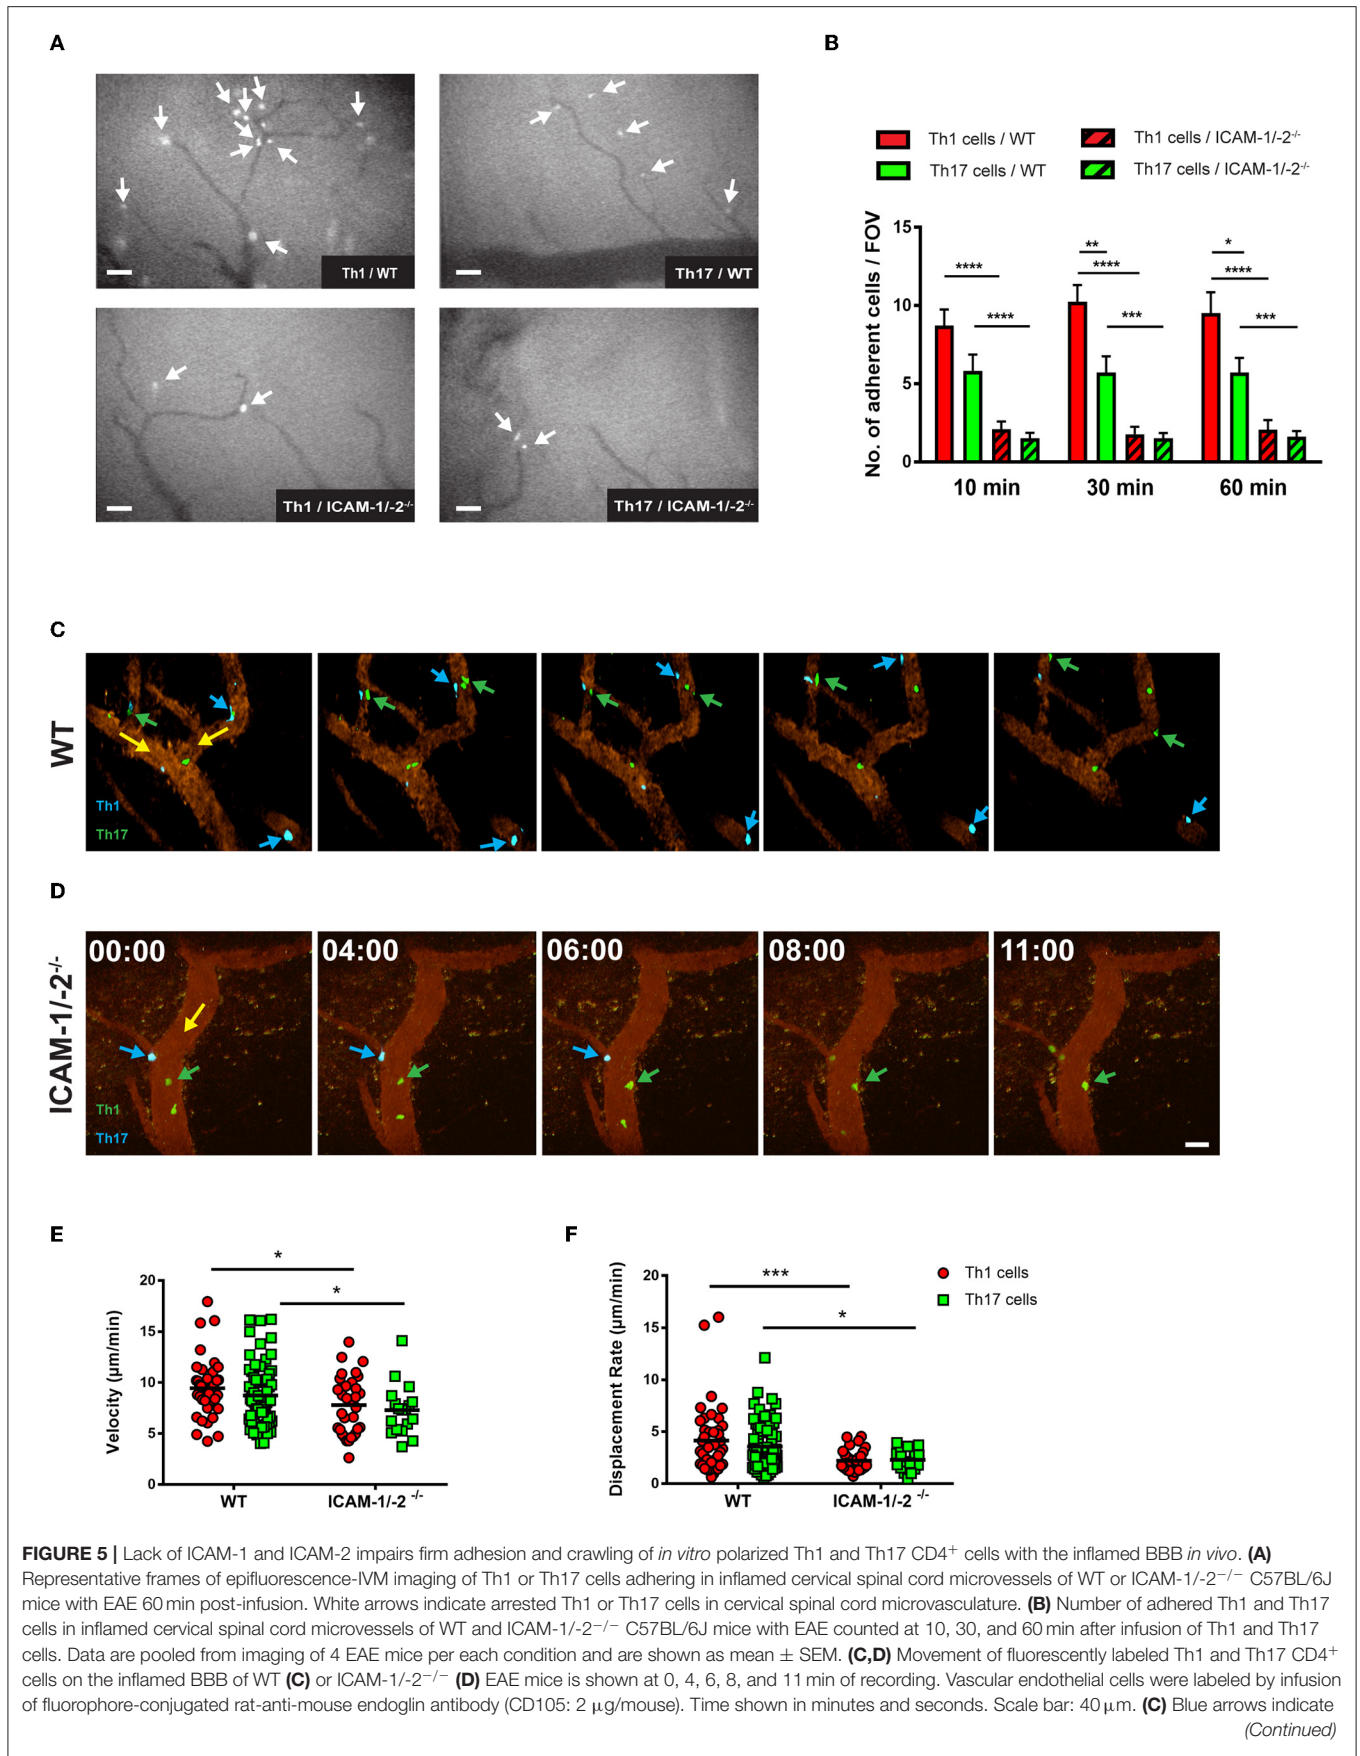 A
Th1 / WT
Th17 / WT
Th1 / ICAM-1/-2-/-
Th17 / ICAM-1/-2-/-
B
Th1 cells / WT
Th1 cells / ICAM-1/-2-/-
Th17 cells / WT
Th17 cells / ICAM-1/-2-/-
No. of adherent cells / FOV
15
10
5
0
****
****
**
****
***
*
****
***
10 min
30 min
60 min
C
WT
Th1
Th17
D
ICAM-1/-2-/-
00:00
04:00
06:00
08:00
11:00
Th1
Th17
E
Velocity (µm/min)
20
15
10
5
0
*
*
WT
ICAM-1/-2 -/-
F
Displacement Rate (µm/min)
20
15
10
5
0
***
*
WT
ICAM-1/-2 -/-
Th1 cells
Th17 cells
FIGURE 5 | Lack of ICAM-1 and ICAM-2 impairs firm adhesion and crawling of in vitro polarized Th1 and Th17 CD4+ cells with the inflamed BBB in vivo. (A)
Representative frames of epifluorescence-IVM imaging of Th1 or Th17 cells adhering in inflamed cervical spinal cord microvessels of WT or ICAM-1/-2−/− C57BL/6J
mice with EAE 60 min post-infusion. White arrows indicate arrested Th1 or Th17 cells in cervical spinal cord microvasculature. (B) Number of adhered Th1 and Th17
cells in inflamed cervical spinal cord microvessels of WT and ICAM-1/-2−/− C57BL/6J mice with EAE counted at 10, 30, and 60 min after infusion of Th1 and Th17
cells. Data are pooled from imaging of 4 EAE mice per each condition and are shown as mean ± SEM. (C,D) Movement of fluorescently labeled Th1 and Th17 CD4+
cells on the inflamed BBB of WT (C) or ICAM-1/-2−/− (D) EAE mice is shown at 0, 4, 6, 8, and 11 min of recording. Vascular endothelial cells were labeled by infusion
of fluorophore-conjugated rat-anti-mouse endoglin antibody (CD105: 2 µg/mouse). Time shown in minutes and seconds. Scale bar: 40 µm. (C) Blue arrows indicate
(Continued)